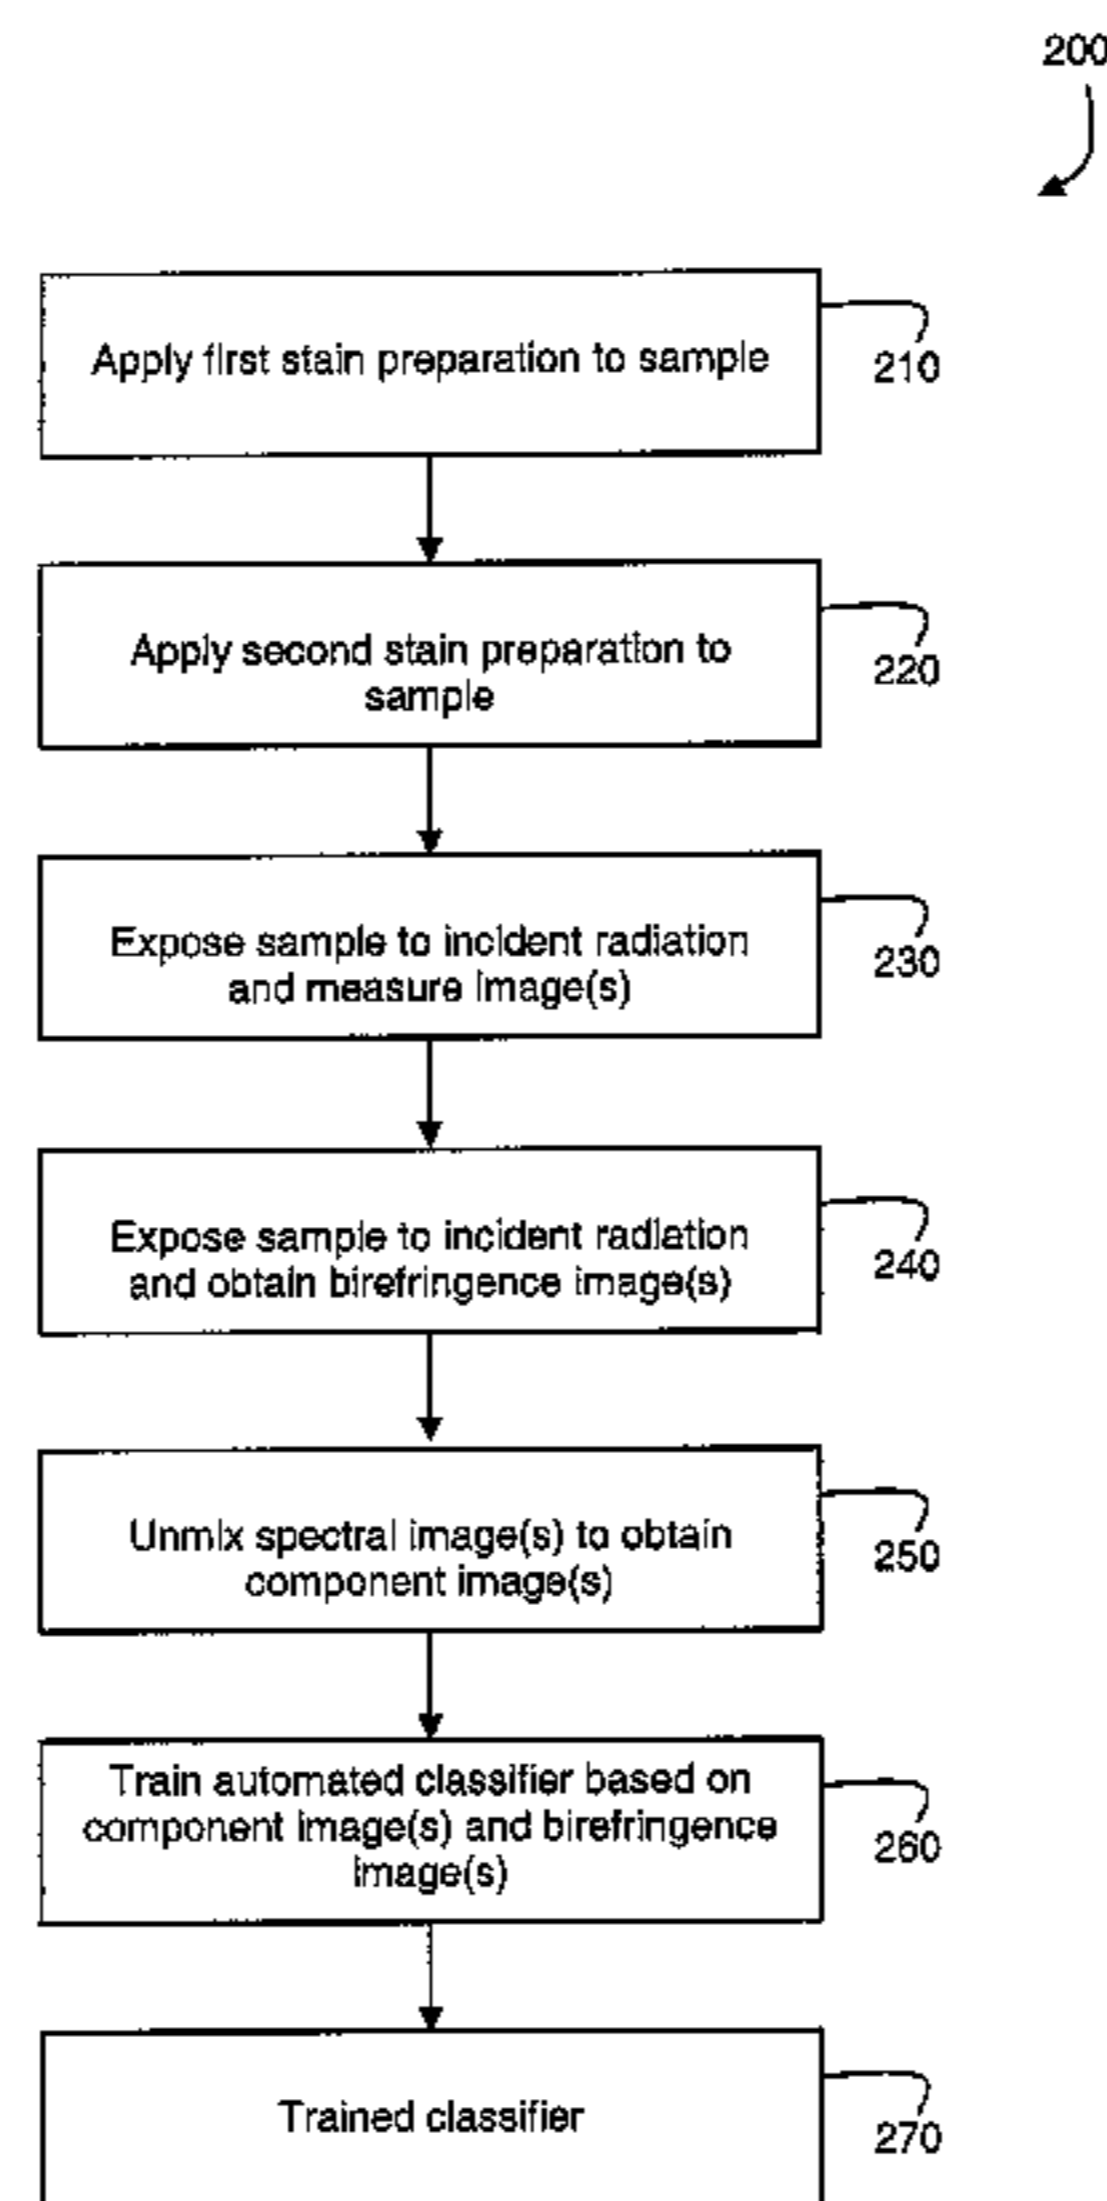 200
Apply first stain preparation to sample
210
Apply second stain preparation to
sample
220
Expose sample to incident radiation
and measure image(s)
230
Expose sample to incident radiation
and obtain birefringence image(s)
240
Unmix spectral image(s) to obtain
component image(s)
250
Train automated classifier based on
component image(s) and birefringence
image(s)
260
Trained classifier
270